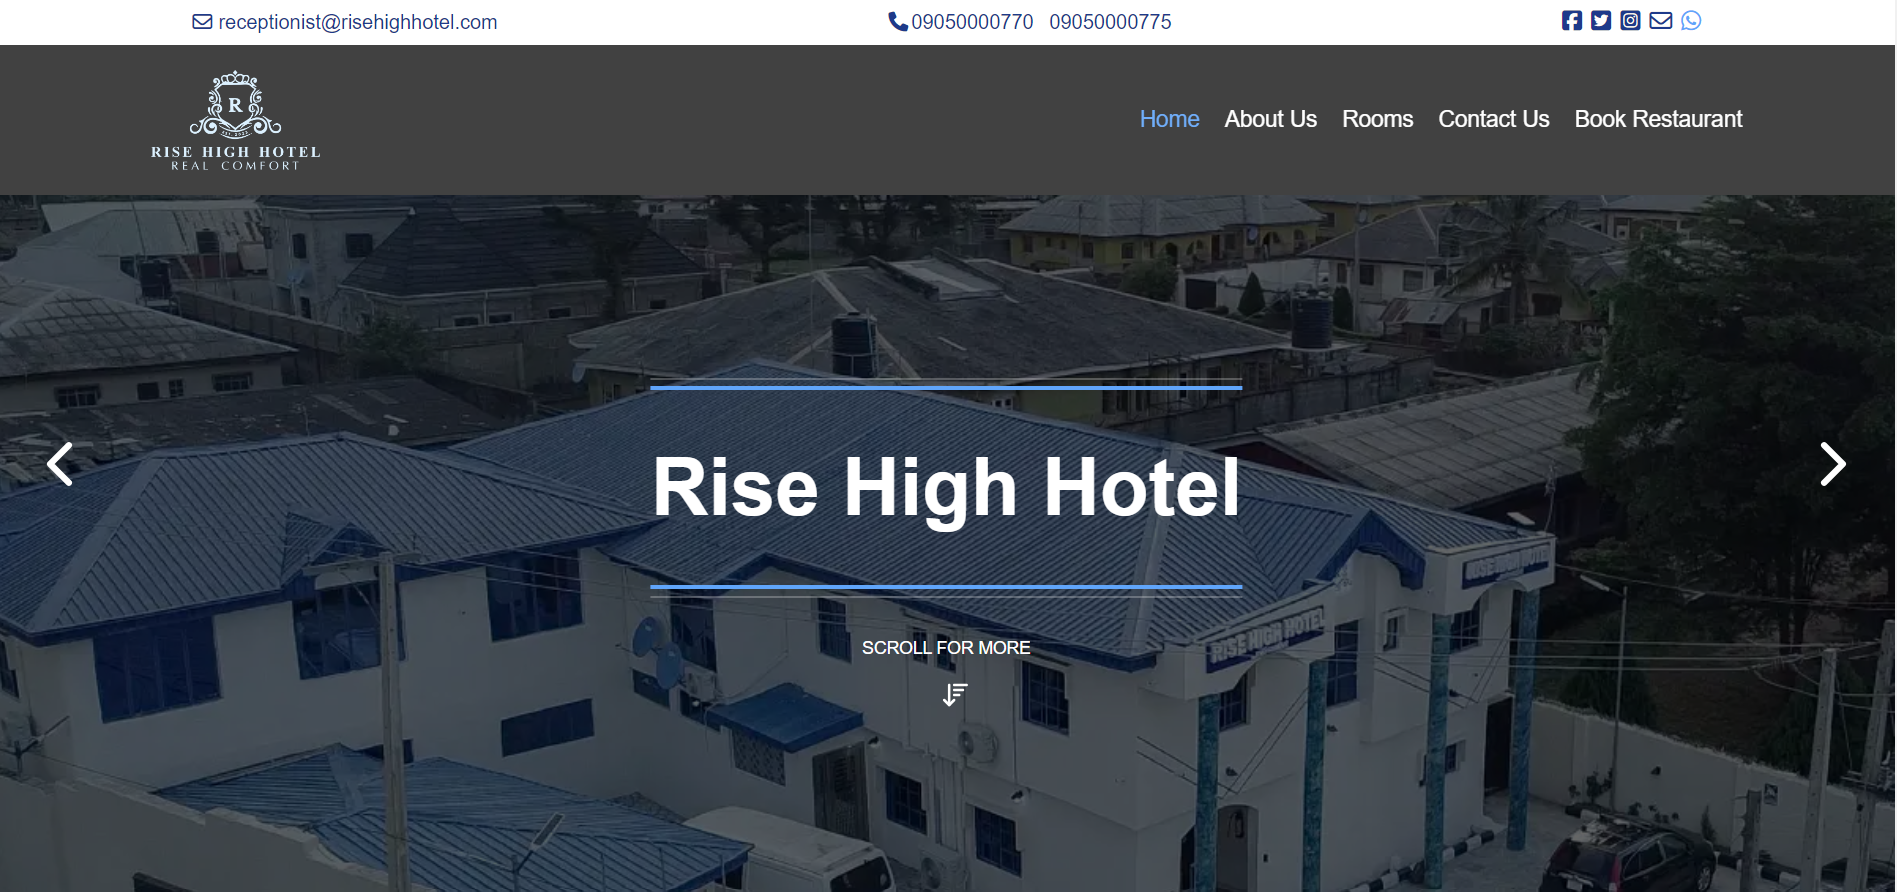 receptionist@risehighhotel.com
09050000770 09050000775
R
RISE HIGH HOTEL
REAL COMFORT
Home About Us Rooms Contact Us Book Restaurant
Rise High Hotel
RISE HIGH HOTEL
RISE HIGH HOTEL
SCROLL FOR MORE